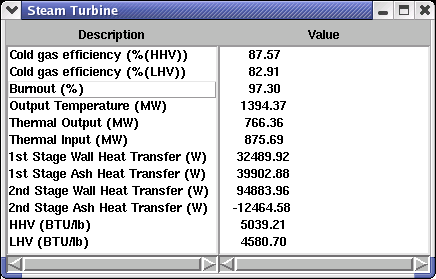 Steam Turbine
Description Value
Cold gas efficiency (%(HHV)) 87.57
Cold gas efficiency (%(LHV)) 82.91
Burnout (%) 97.30
Output Temperature (MW) 1394.37
Thermal Output (MW) 766.36
Thermal Input (MW) 875.69
1st Stage Wall Heat Transfer (W) 32489.92
1st Stage Ash Heat Transfer (W) 39902.88
2nd Stage Wall Heat Transfer (W) 94883.96
2nd Stage Ash Heat Transfer (W) -12464.58
HHV (BTU/lb) 5039.21
LHV (BTU/lb) 4580.70